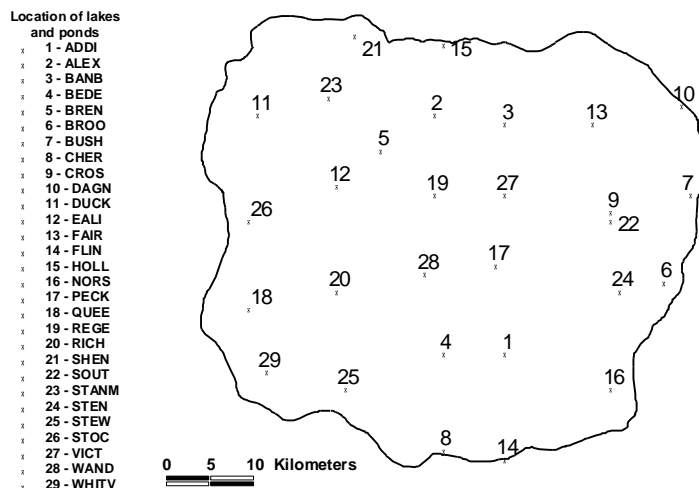 Location of lakes
and ponds
1 - ADDI
2 - ALEX
3 - BANB
4 - BEDE
5 - BREN
6 - BROO
7 - BUSH
8 - CHER
9 - CROS
10 - DAGN
11 - DUCK
12 - EALI
13 - FAIR
14 - FLIN
15 - HOLL
16 - NORS
17 - PECK
18 - QUEE
19 - REGE
20 - RICH
21 - SHEN
22 - SOUT
23 - STANM
24 - STEN
25 - STEW
26 - STOC
27 - VICT
28 - WAND
29 - WHITV
21
15
23
10
11
2
3
13
5
12
19
27
7
9
26
22
17
28
6
20
24
18
4
1
29
25
16
8
14
0 5 10 Kilometers